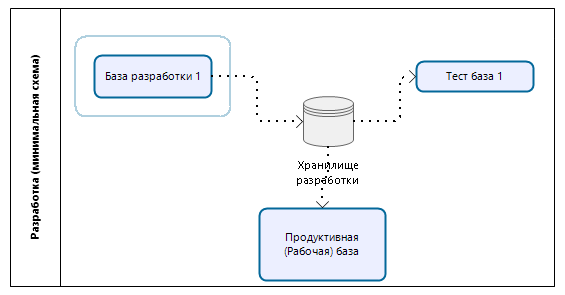 Разработка (минимальная схема)
База разработки 1
Тест база 1
Хранилище
разработки
Продуктивная
(Рабочая) база